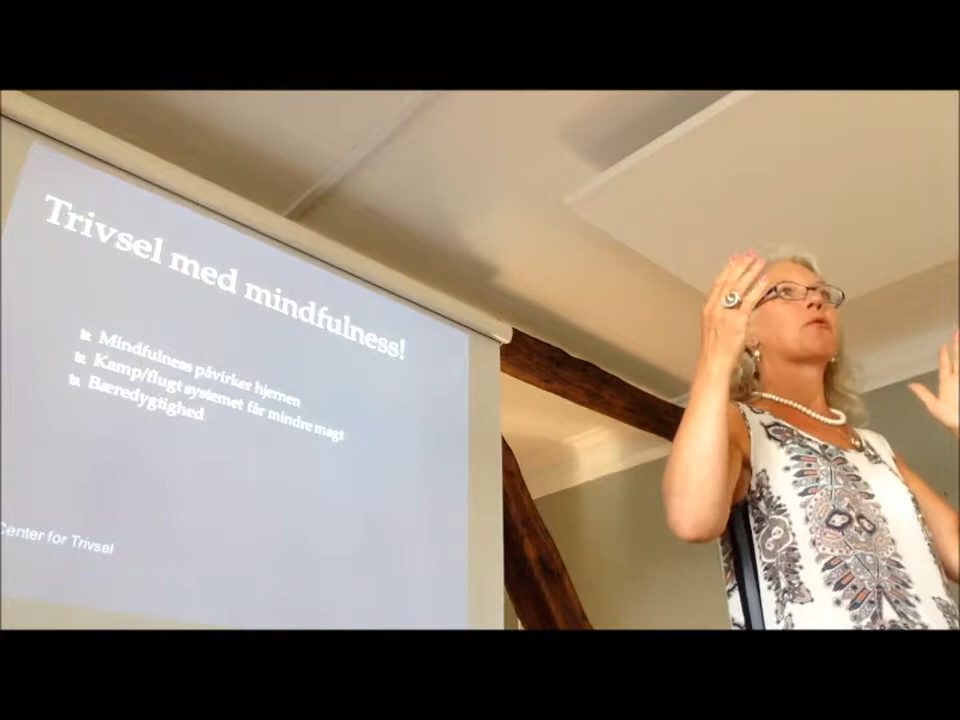 Trivsel med mindfulness!
Mindfulness påvirker hjernen
Kamp/flugt systemet får mindre magt
Bæredygtighed
Center for Trivsel